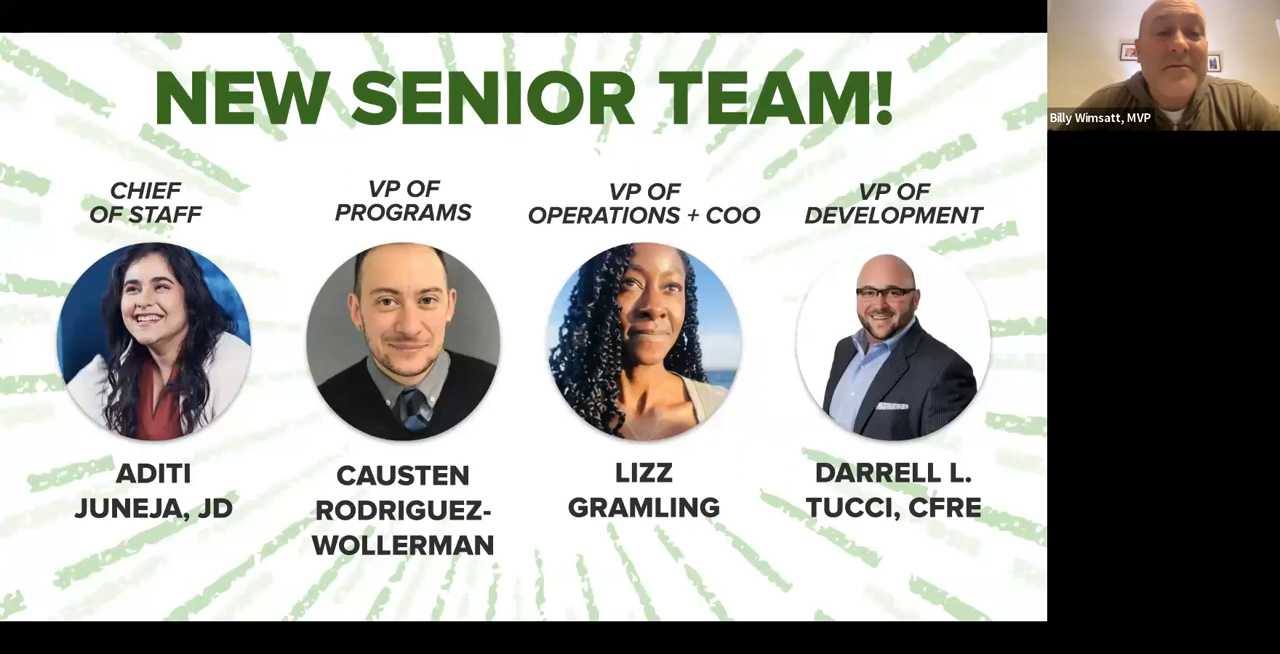 NEW SENIOR TEAM!
CHIEF
OF STAFF
VP OF
PROGRAMS
VP OF
OPERATIONS + COO
VP OF
DEVELOPMENT
ADITI
JUNEJA, JD
CAUSTEN
RODRIGUEZ-
WOLLERMAN
LIZZ
GRAMLING
DARRELL L.
TUCCI, CFRE
Billy Wimsatt, MVP